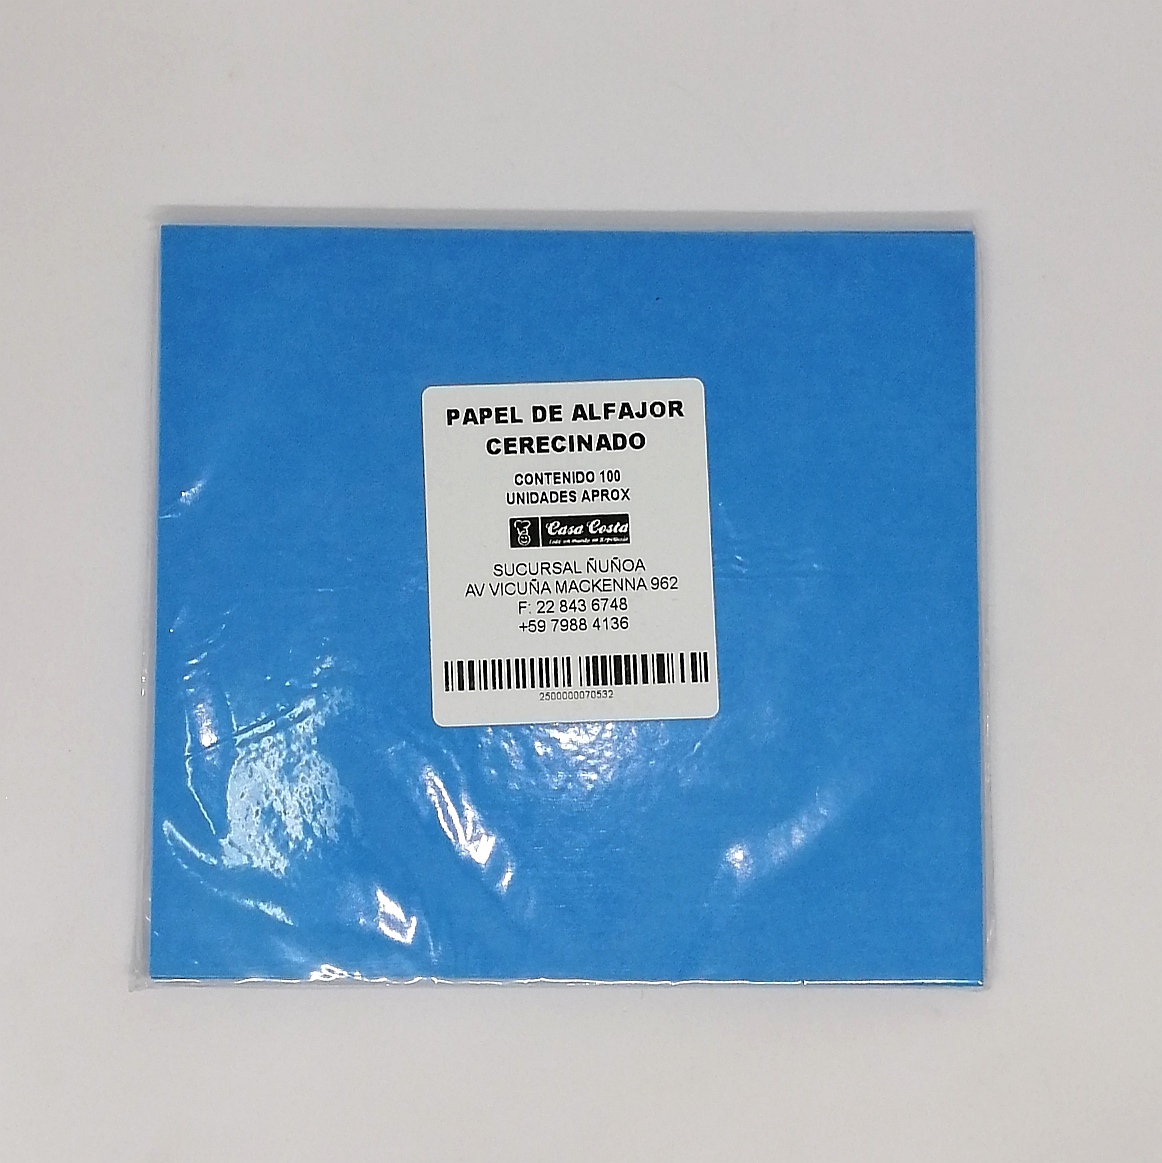 PAPEL DE ALFAJOR
CERECINADO
CONTENIDO 100
UNIDADES APROX
Casa Costa
SUCURSAL ÑUÑOA
AV VICUÑA MACKENNA 962
F: 22 843 6748
+59 7988 4136
2500000070532